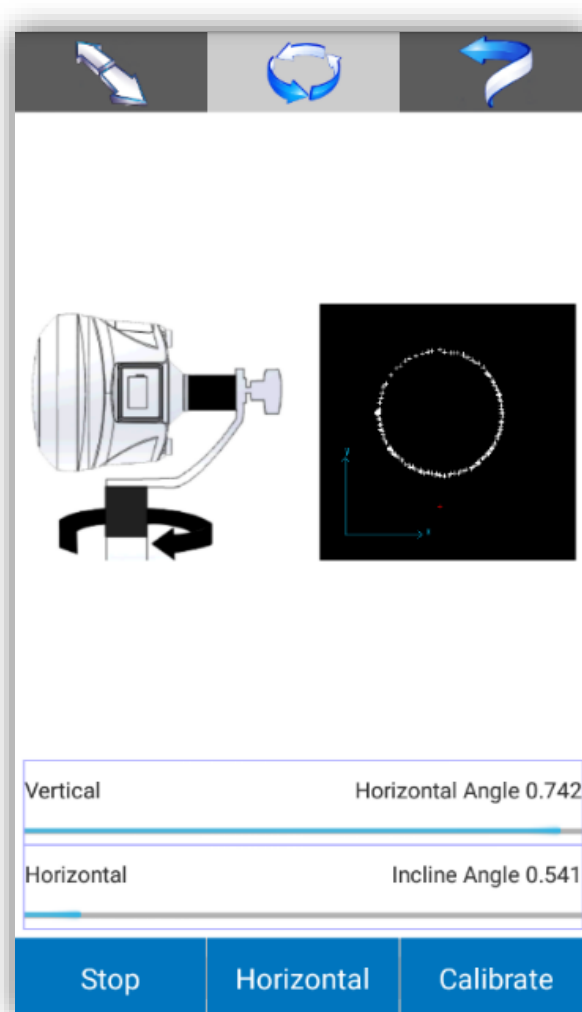 y
x
Vertical Horizontal Angle 0.742
Horizontal Incline Angle 0.541
Stop Horizontal Calibrate